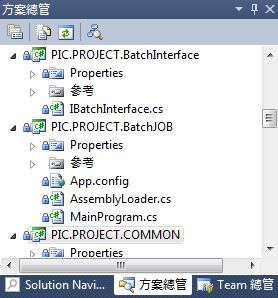 方案總管
PIC.PROJECT.BatchInterface
Properties
參考
IBatchInterface.cs
PIC.PROJECT.BatchJOB
Properties
參考
App.config
AssemblyLoader.cs
MainProgram.cs
PIC.PROJECT.COMMON
Properties
Solution Navi... 方案總管 Team 總管